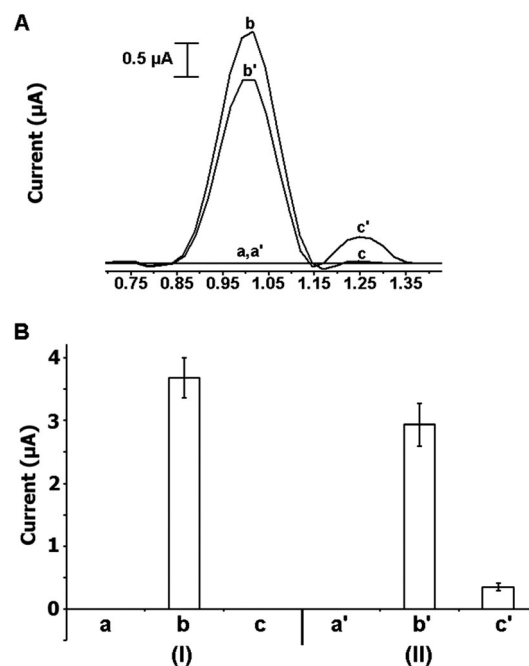 A
b
0.5 µA
b'
Current (µA)
c'
a,a'
c
0.75 0.85 0.95 1.05 1.15 1.25 1.35
B
4
3
2
1
0
Current (µA)
a b c a' b' c'
(I) (II)